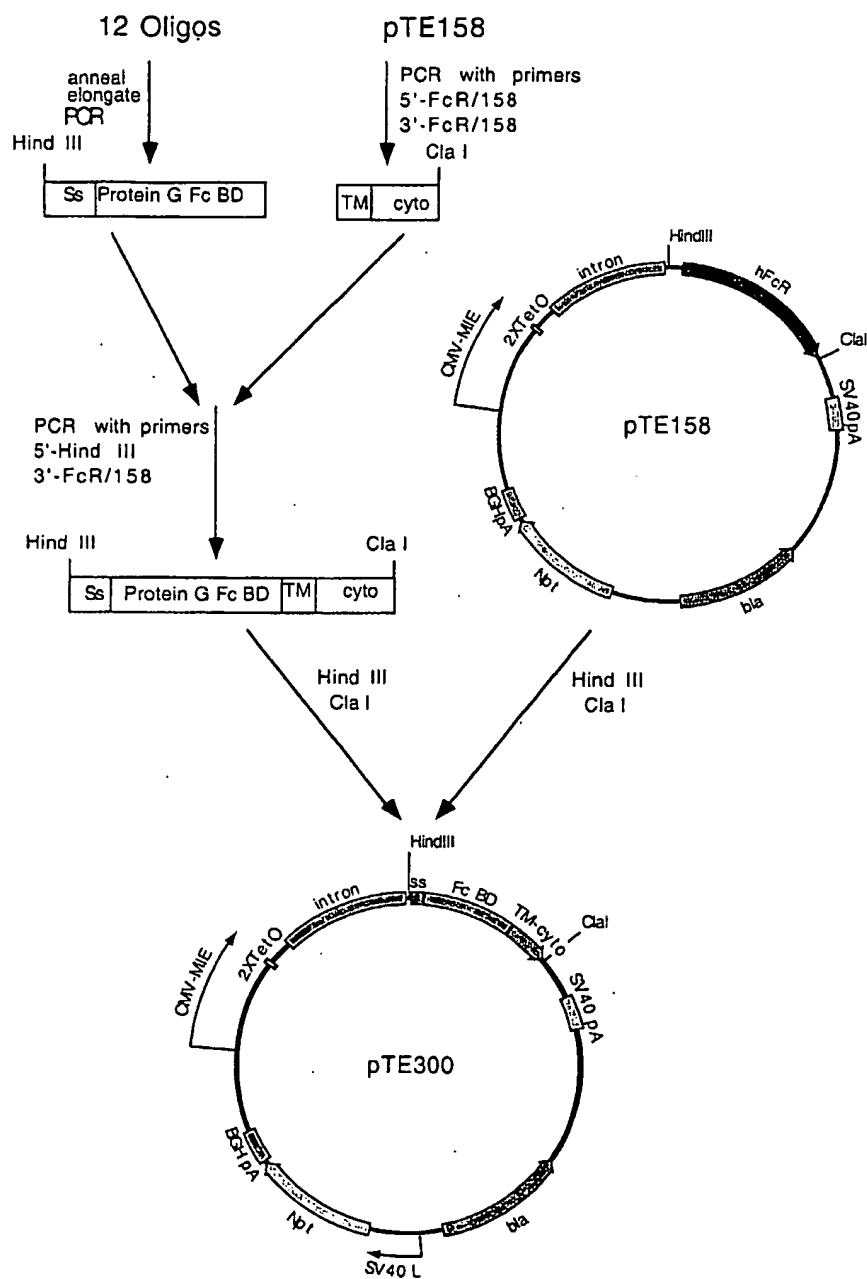 12 Oligos
pTE158
anneal
elongate
PCR
PCR with primers
5'-FcR/158
3'-FcR/158
Hind III
Cla I
Ss
Protein G Fc BD
TM
cyto
HindIII
intron
hFcR
2XTetO
CMV-MIE
ClaI
SV40pA
pTE158
BGHpA
Npt
bla
PCR with primers
5'-Hind III
3'-FcR/158
Hind III
Cla I
Ss
Protein G Fc BD
TM
cyto
Hind III
Cla I
Hind III
Cla I
HindIII
ss
Fc BD
TM-cyto
ClaI
intron
2XTetO
CMV-MIE
SV40 pA
pTE300
BGHpA
Npt
bla
SV40 L